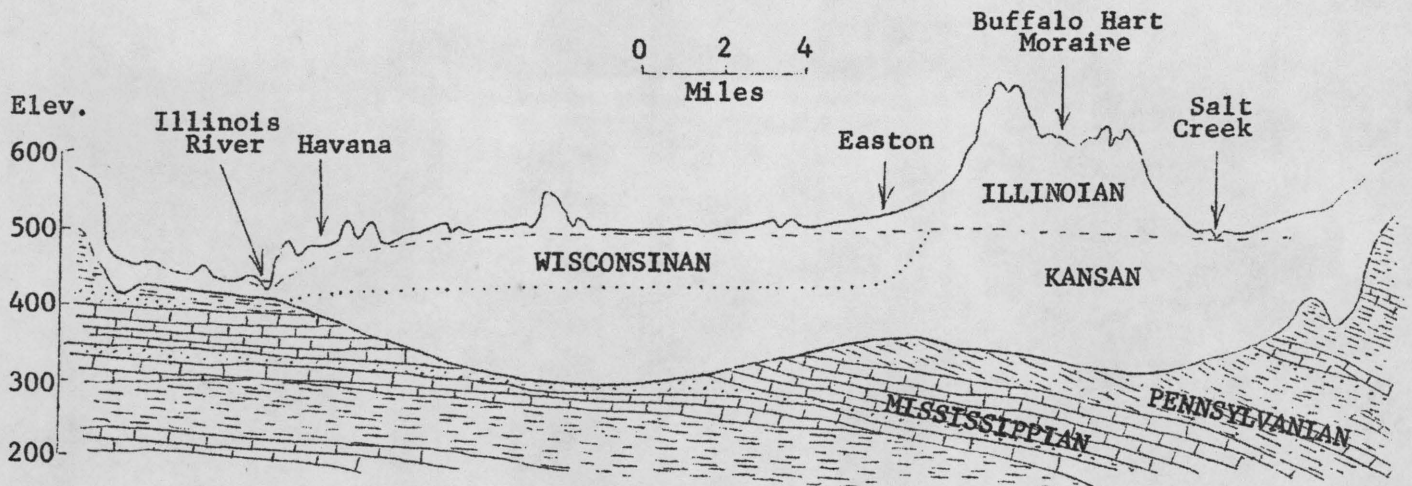 Buffalo Hart
Moraire
0 2 4
Miles
Elev.
Illinois
River
Havana
Easton
Salt
Creek
600
500
400
300
200
ILLINOIAN
WISCONSINAN
KANSAN
MISSISSIPPIAN
PENNSYLVANIAN